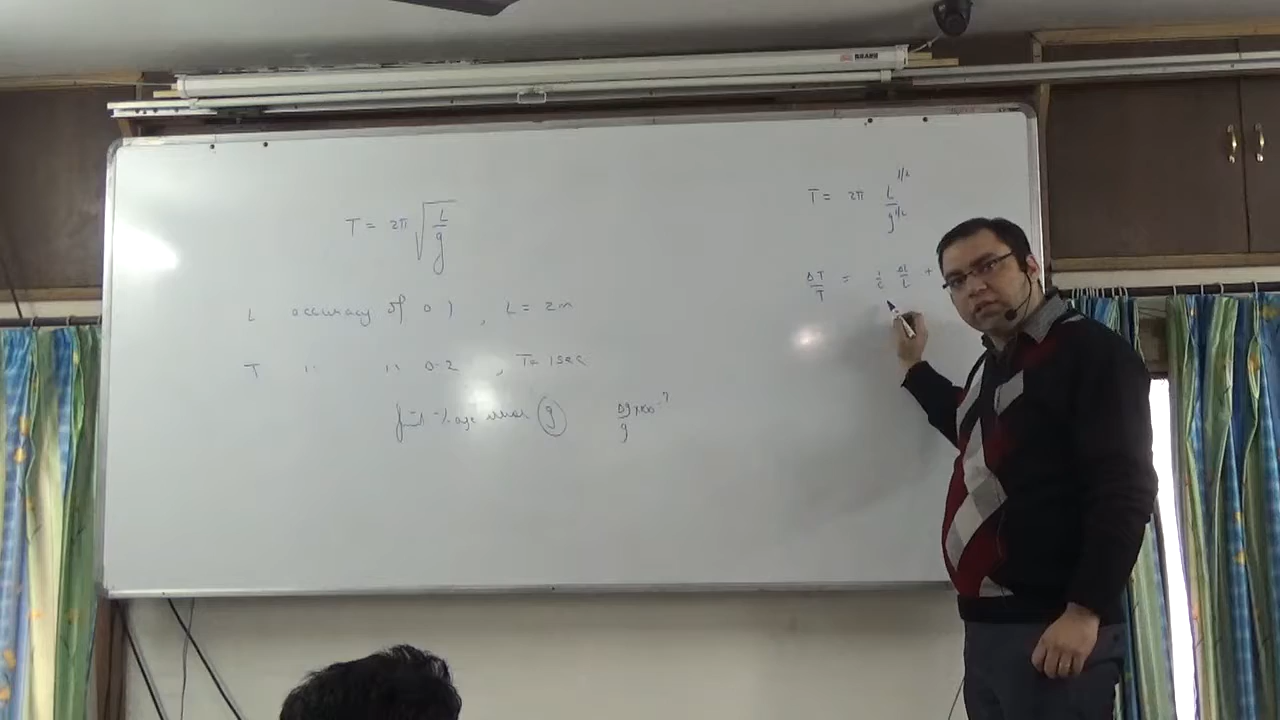 T = 2π √(L/g)
L accuracy of 0.1, L = 2m
T '' '' 0.2, T = 1sec
find %age error g Δg/g × 100 = ?
T = 2π L^1/2 / g^1/2
ΔT/T = 1/2 ΔL/L +